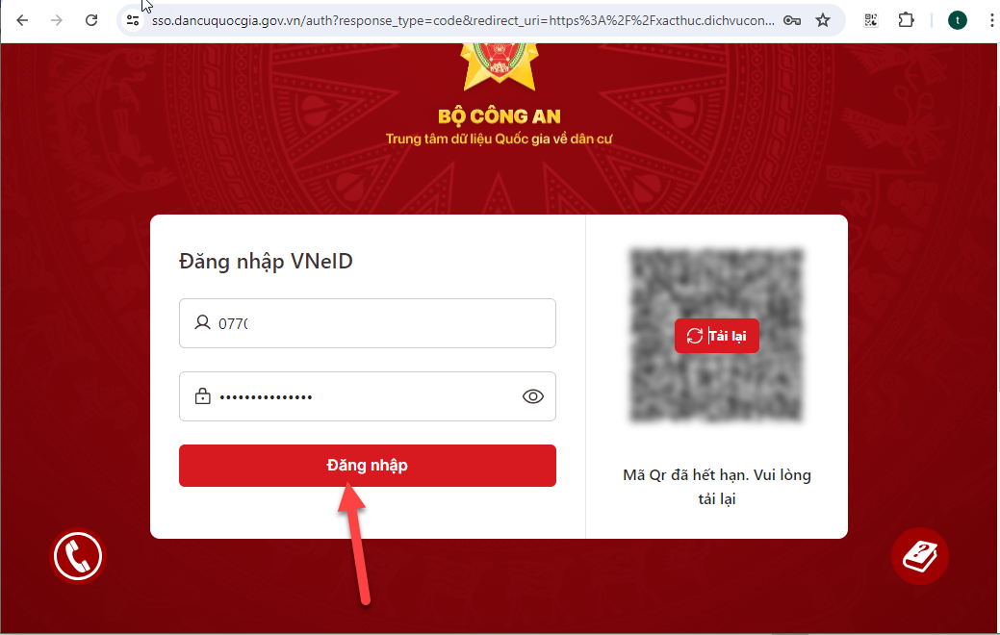 sso.dancuquocgia.gov.vn/auth?response_type=code&redirect_uri=https%3A%2F%2Fxacthuc.dichvucon...
t
BỘ CÔNG AN
Trung tâm dữ liệu Quốc gia về dân cư
Đăng nhập VNeID
0770
Tải lại
Đăng nhập
Mã Qr đã hết hạn. Vui lòng
tải lại